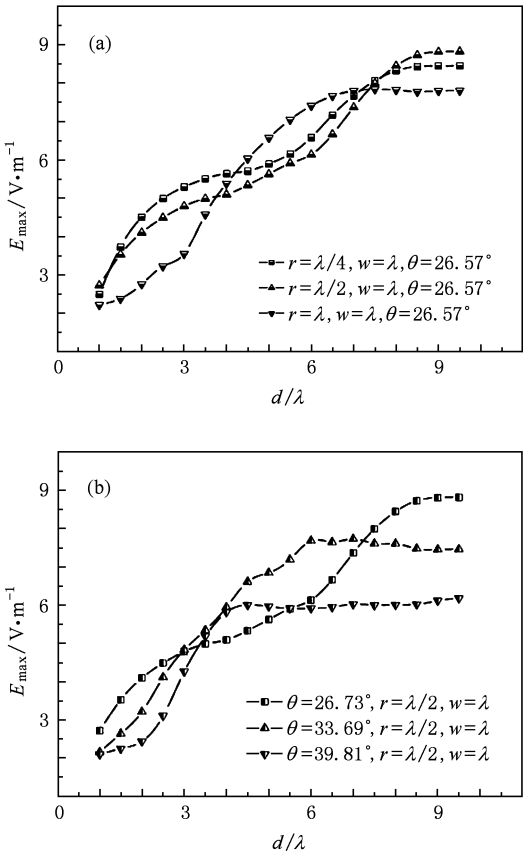 (a)
9
6
3
E_max/V·m⁻¹
r=λ/4, w=λ,θ=26.57°
r=λ/2, w=λ,θ=26.57°
r=λ, w=λ,θ=26.57°
0 3 6 9
d/λ
(b)
9
6
3
E_max/V·m⁻¹
θ=26.73°, r=λ/2, w=λ
θ=33.69°, r=λ/2, w=λ
θ=39.81°, r=λ/2, w=λ
0 3 6 9
d/λ